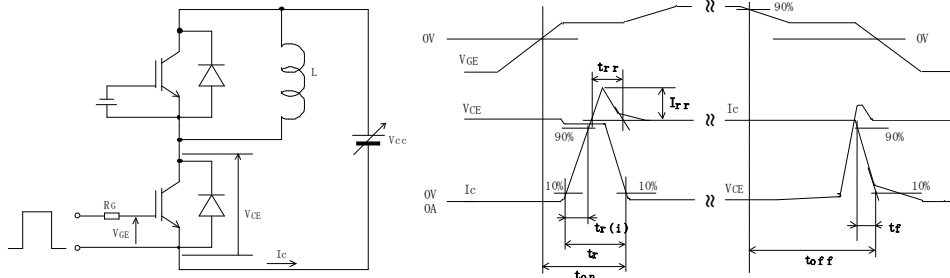 L
Vcc
RG
VGE
VCE
Ic
0V
VGE
VCE
Ic
0V
0A
90%
10%
10%
trr
Irr
tr(i)
tr
ton
90%
0V
Ic
90%
VCE
10%
tf
toff